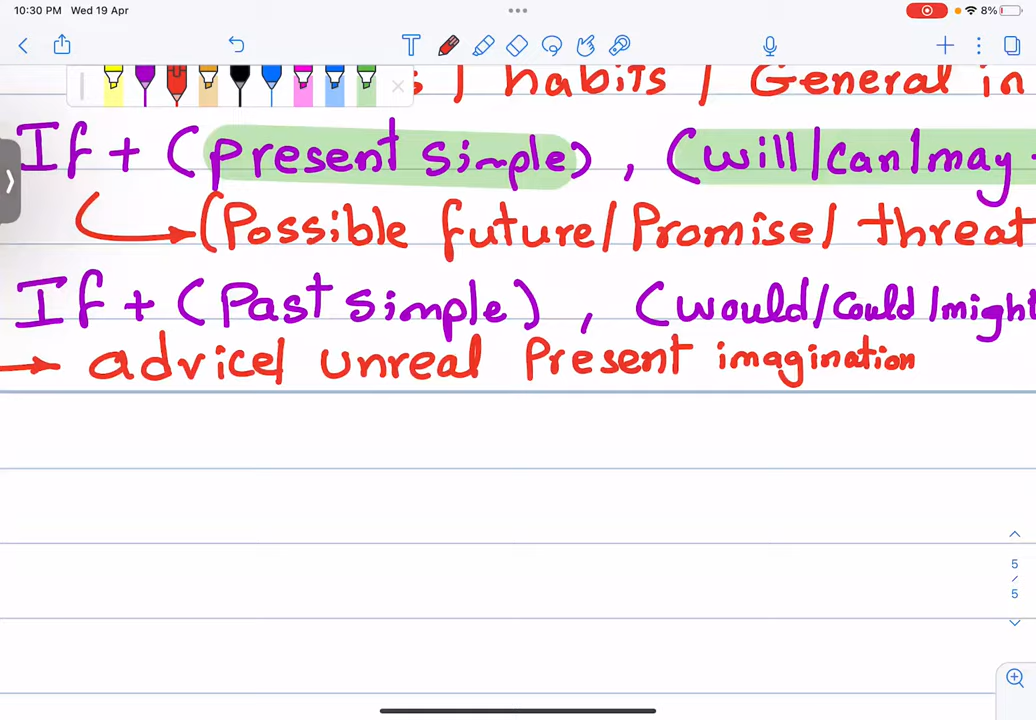 10:30 PM Wed 19 Apr
8%
T
s / habits / General in
If + (present simple) , (will/can/may
(Possible future/Promise/ threat
If + (Past simple) , (would/could/might
advice/ unreal Present imagination
5
/
5